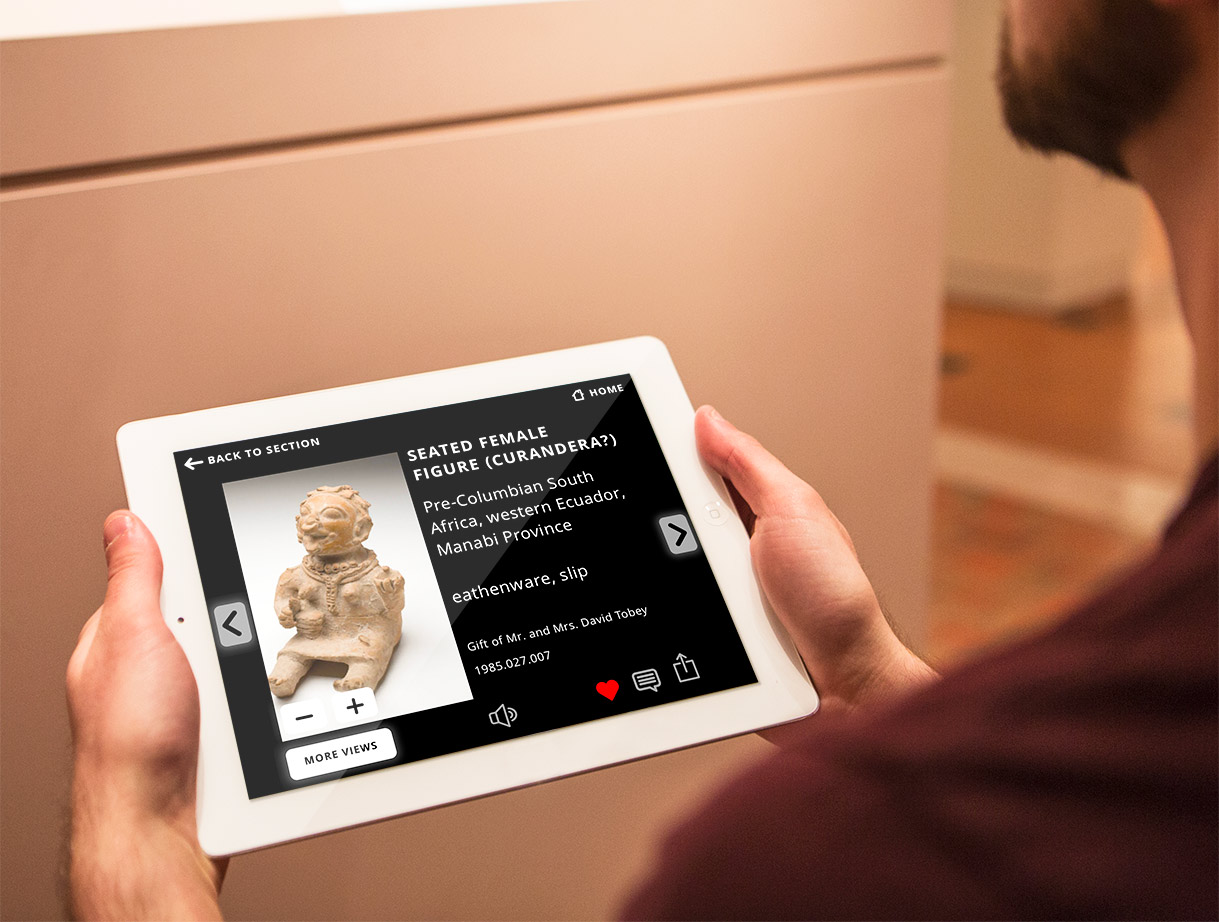 HOME
BACK TO SECTION
SEATED FEMALE
FIGURE (CURANDERA?)
Pre-Columbian South
Africa, western Ecuador,
Manabi Province
eathenware, slip
Gift of Mr. and Mrs. David Tobey
1985.027.007
MORE VIEWS